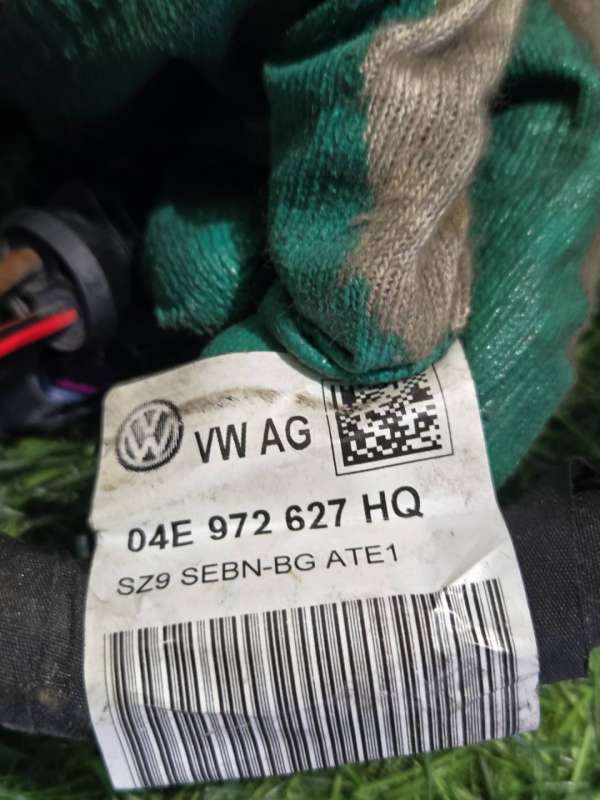 VW AG
04E 972 627 HQ
SZ9 SEBN-BG ATE1